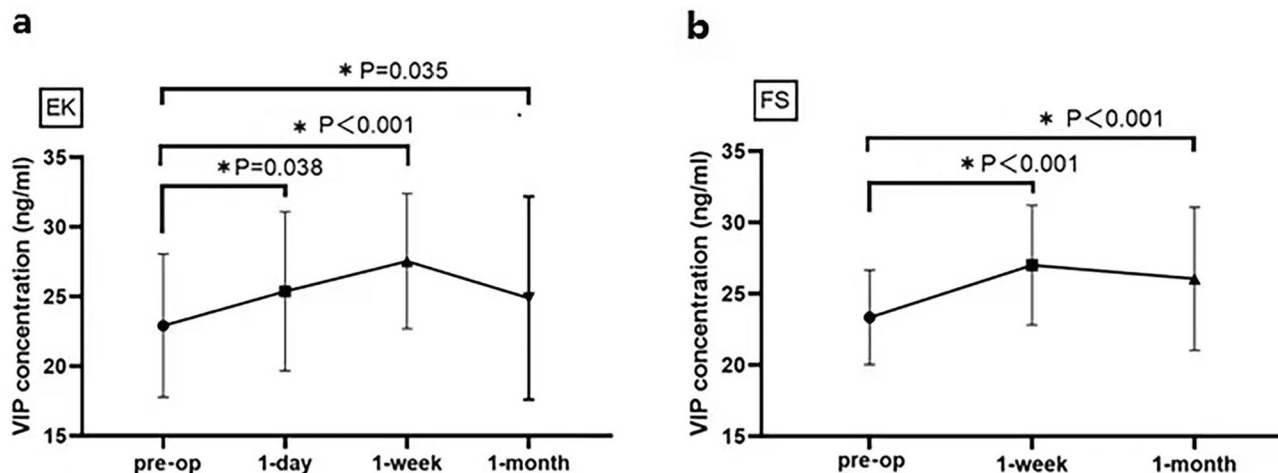 a
EK
* P=0.035
* P<0.001
* P=0.038
VIP concentration (ng/ml)
35
30
25
20
15
pre-op 1-day 1-week 1-month
b
FS
* P<0.001
* P<0.001
VIP concentration (ng/ml)
35
30
25
20
15
pre-op 1-week 1-month